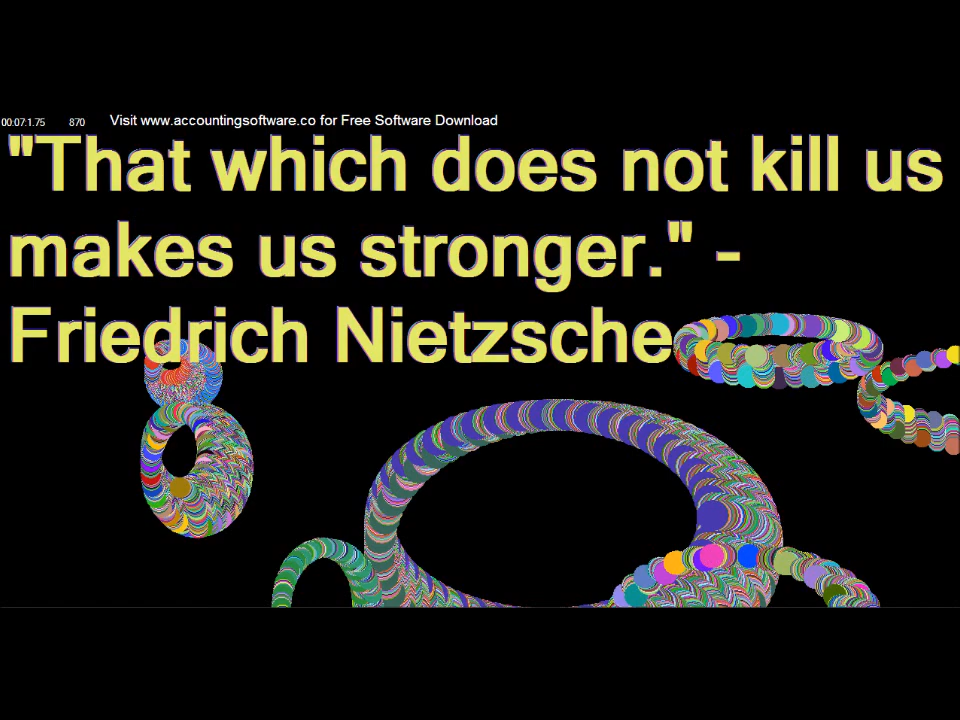 00:07:1.75 870 Visit www.accountingsoftware.co for Free Software Download
"That which does not kill us
makes us stronger." -
Friedrich Nietzsche